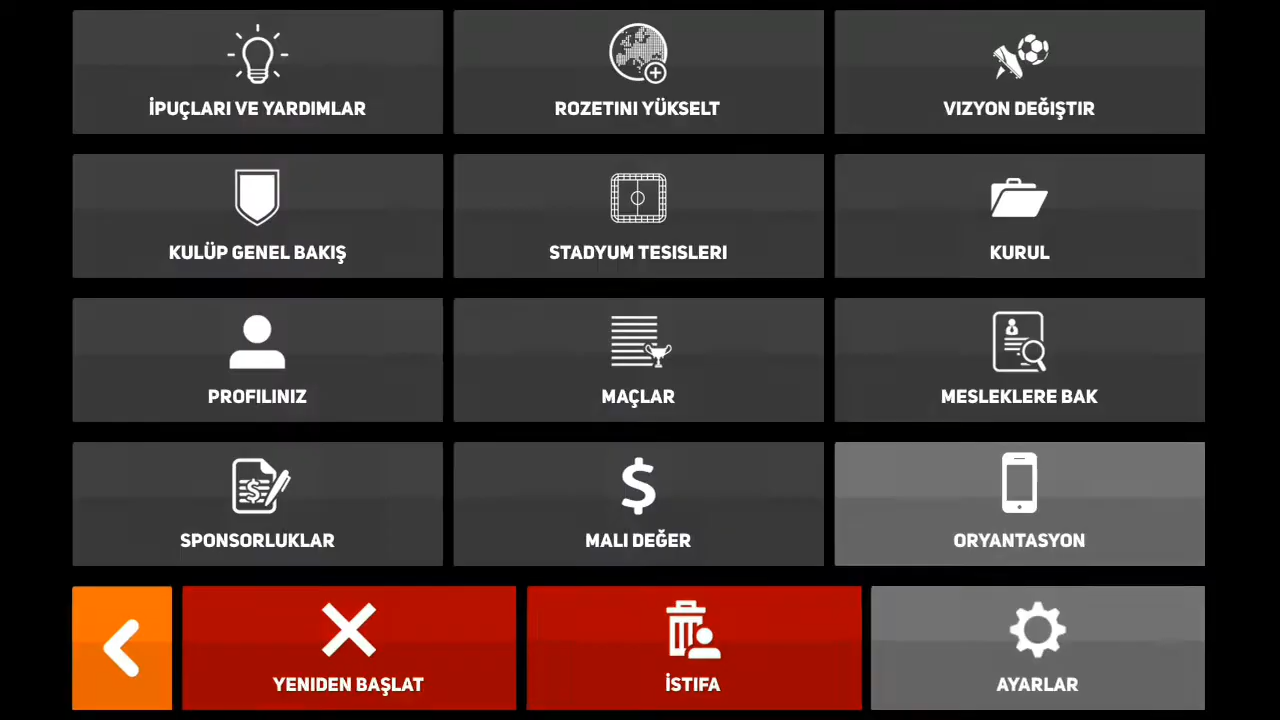 İPUÇLARI VE YARDIMLAR
ROZETINI YÜKSELT
VIZYON DEĞIŞTIR
KULÜP GENEL BAKIŞ
STADYUM TESISLERI
KURUL
PROFILINIZ
MAÇLAR
MESLEKLERE BAK
SPONSORLUKLAR
MALI DEĞER
ORYANTASYON
YENIDEN BAŞLAT
İSTIFA
AYARLAR